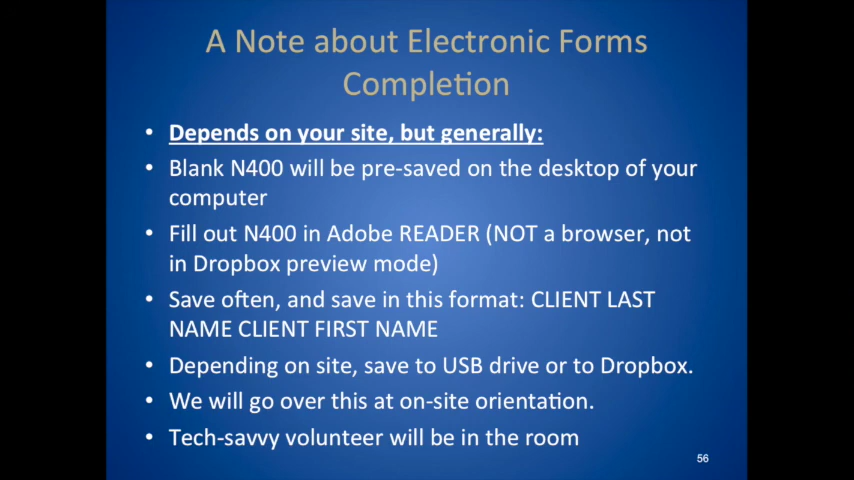 A Note about Electronic Forms
Completion
• Depends on your site, but generally:
• Blank N400 will be pre-saved on the desktop of your
computer
• Fill out N400 in Adobe READER (NOT a browser, not
in Dropbox preview mode)
• Save often, and save in this format: CLIENT LAST
NAME CLIENT FIRST NAME
• Depending on site, save to USB drive or to Dropbox.
• We will go over this at on-site orientation.
• Tech-savvy volunteer will be in the room
56